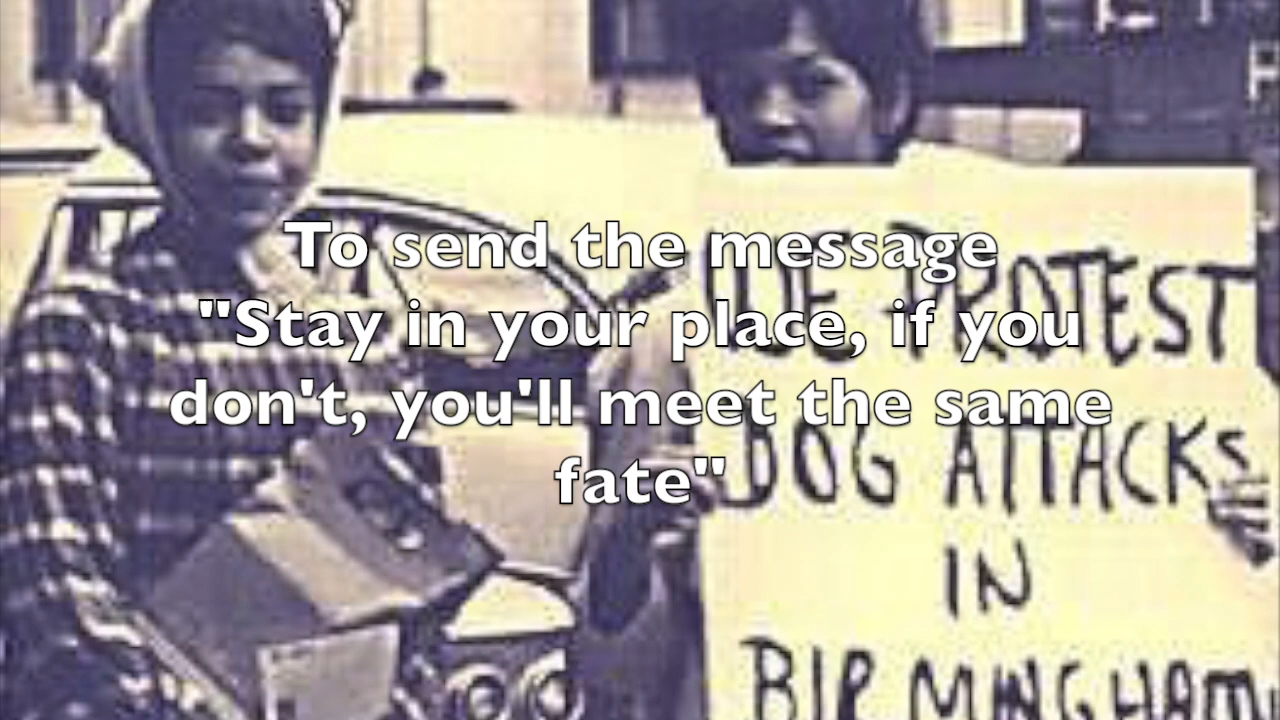 To send the message
"Stay in your place, if you
don't, you'll meet the same
fate"
WE PROTEST
DOG ATTACKS
IN
BIRMINGHAM